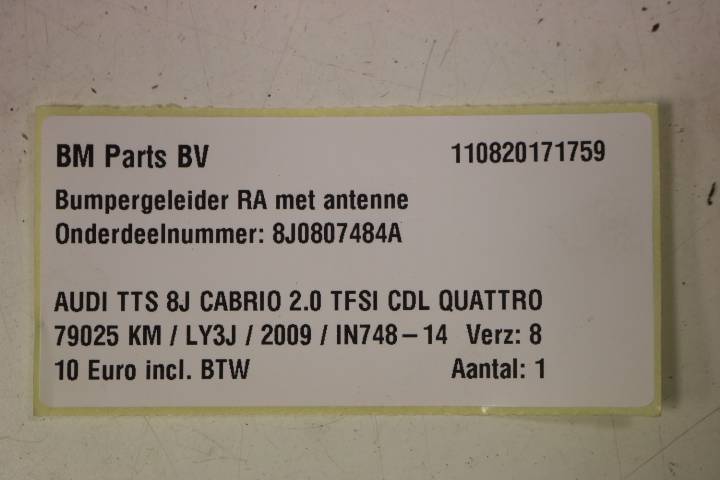 BM Parts BV 110820171759
Bumpergeleider RA met antenne
Onderdeelnummer: 8J0807484A
AUDI TTS 8J CABRIO 2.0 TFSI CDL QUATTRO
79025 KM / LY3J / 2009 / IN748-14 Verz: 8
10 Euro incl. BTW Aantal: 1